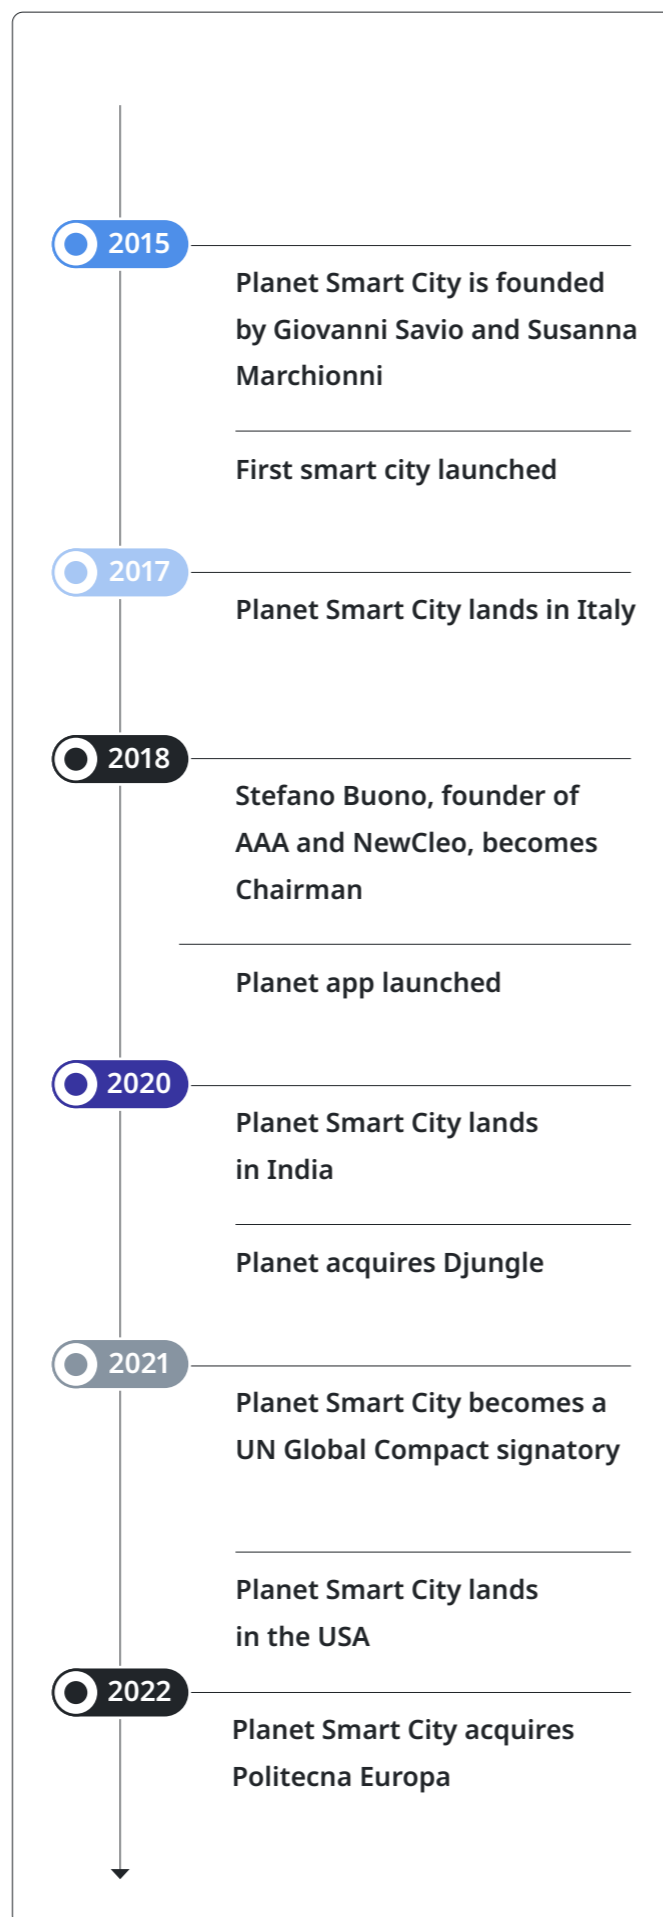 2015
Planet Smart City is founded
by Giovanni Savio and Susanna
Marchionni
First smart city launched
2017
Planet Smart City lands in Italy
2018
Stefano Buono, founder of
AAA and NewCleo, becomes
Chairman
Planet app launched
2020
Planet Smart City lands
in India
Planet acquires Djungle
2021
Planet Smart City becomes a
UN Global Compact signatory
Planet Smart City lands
in the USA
2022
Planet Smart City acquires
Politecna Europa